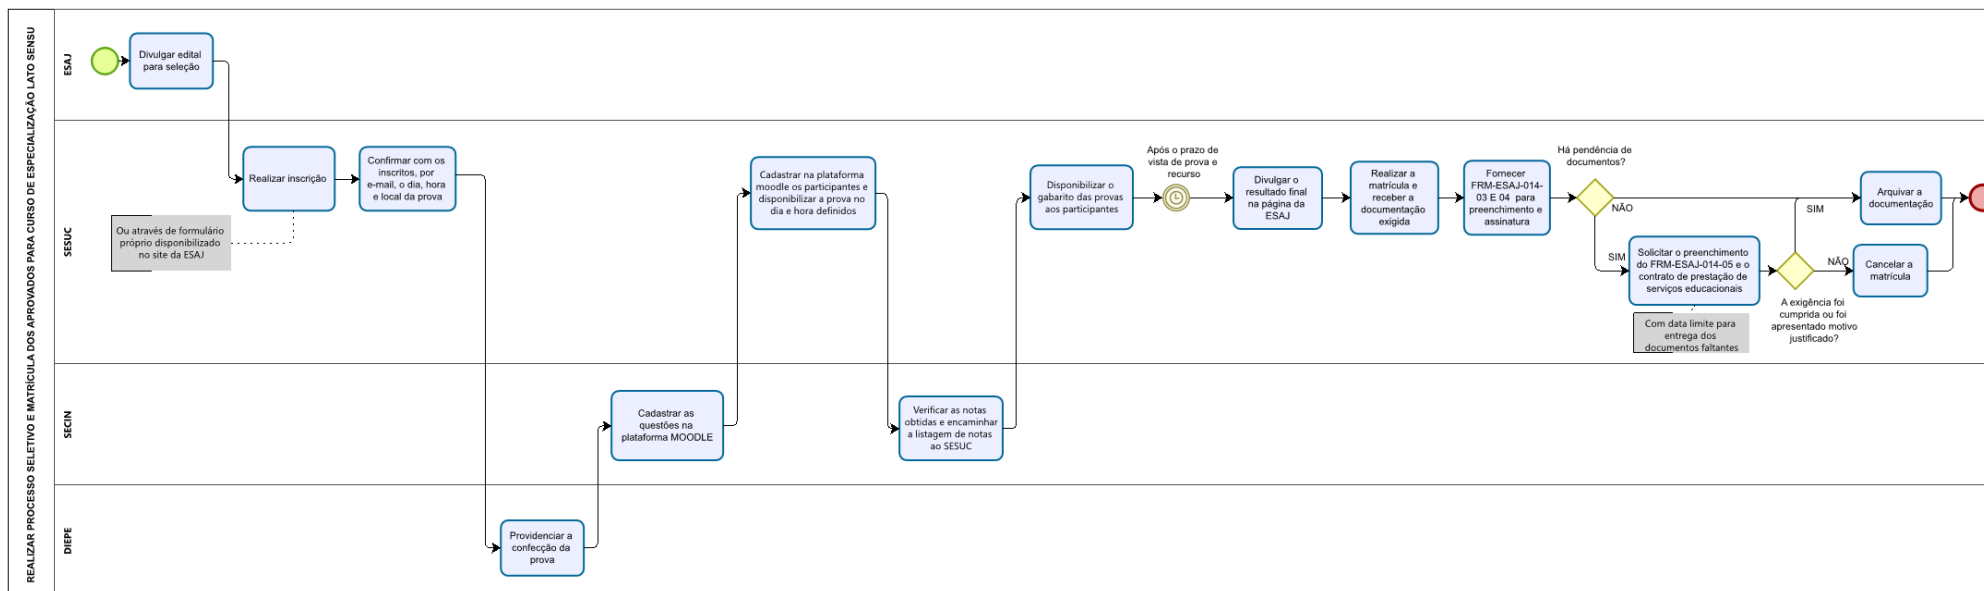 REALIZAR PROCESSO SELETIVO E MATRÍCULA DOS APROVADOS PARA CURSO DE ESPECIALIZAÇÃO LATO SENSU
ESAJ
Divulgar edital
para seleção
SESUC
Realizar inscrição
Ou através de formulário
próprio disponibilizado
no site da ESAJ
Confirmar com os
inscritos, por
e-mail, o dia, hora
e local da prova
Cadastrar na plataforma
moodle os participantes e
disponibilizar a prova no
dia e hora definidos
Disponibilizar o
gabarito das provas
aos participantes
Após o prazo de
vista de prova e
recurso
Divulgar o
resultado final
na página da
ESAJ
Realizar a
matrícula e
receber a
documentação
exigida
Fornecer
FRM-ESAJ-014-
03 E 04 para
preenchimento e
assinatura
Há pendência de
documentos?
NÃO
SIM
Solicitar o preenchimento
do FRM-ESAJ-014-05 e o
contrato de prestação de
serviços educacionais
Com data limite para
entrega dos
documentos faltantes
A exigência foi
cumprida ou foi
apresentado motivo
justificado?
SIM
NÃO
Arquivar a
documentação
Cancelar a
matrícula
SECIN
Cadastrar as
questões na
plataforma MOODLE
Verificar as notas
obtidas e encaminhar
a listagem de notas
ao SESUC
DIEPE
Providenciar a
confecção da
prova